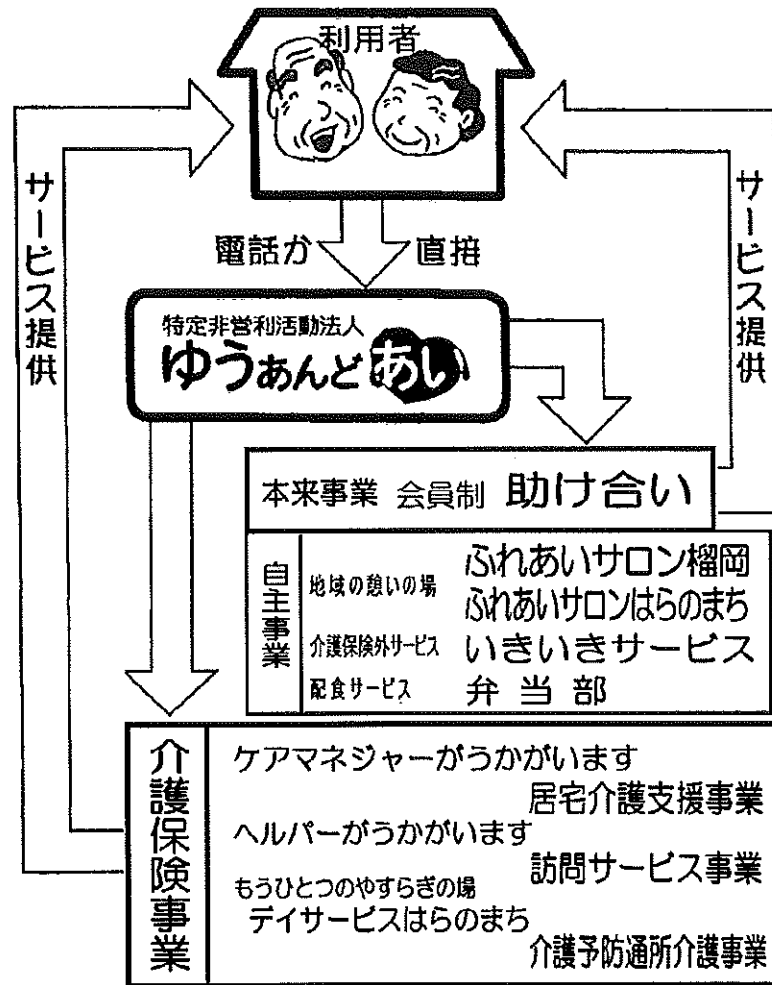 利用者
サービス提供
サービス提供
電話か 直接
特定非営利活動法人
ゆうあんどあい
本来事業 会員制 助け合い
自主事業
地域の憩いの場 ふれあいサロン榴岡
ふれあいサロンはらのまち
介護保険外サービス いきいきサービス
配食サービス 弁当部
介護保険事業
ケアマネジャーがうかがいます
居宅介護支援事業
ヘルパーがうかがいます
訪問サービス事業
もうひとつのやすらぎの場
デイサービスはらのまち
介護予防通所介護事業